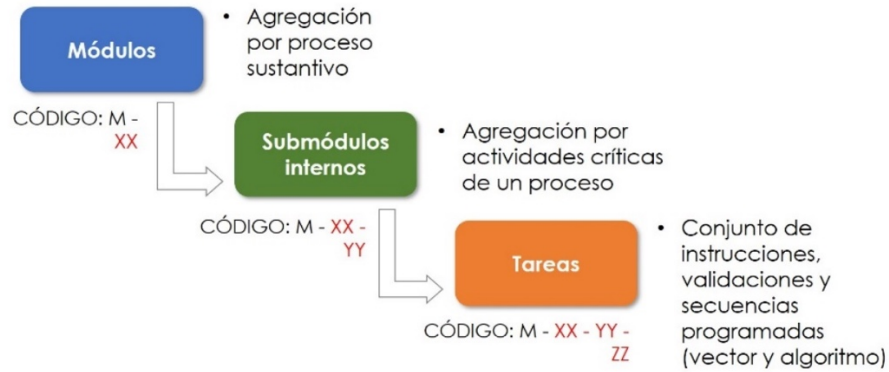 Módulos
• Agregación
por proceso
sustantivo
CÓDIGO: M -
XX
Submódulos
internos
• Agregación por
actividades críticas
de un proceso
CÓDIGO: M - XX -
YY
Tareas
• Conjunto de
instrucciones,
validaciones y
secuencias
programadas
(vector y algoritmo)
CÓDIGO: M - XX - YY -
ZZ